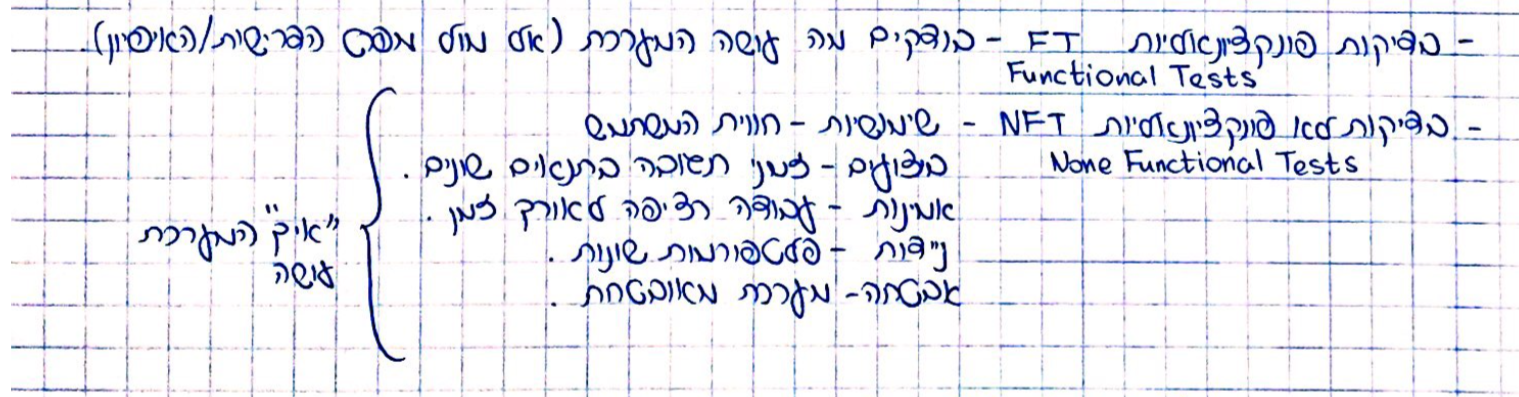 - בדיקות פונקציונאליות FT - בודקים מה עושה המערכת (אל מול מסמך הדרישות/האיפיון).
Functional Tests
- בדיקות לא פונקציונאליות NFT - שימושיות - חווית המשתמש
None Functional Tests
ביצועים - זמני תשובה בתנאים שונים.
אמינות - עבודה רציפה לאורך זמן.
ניידות - פלטפורמות שונות.
אבטחה - מערכת מאובטחת.
"איך" המערכת
עושה